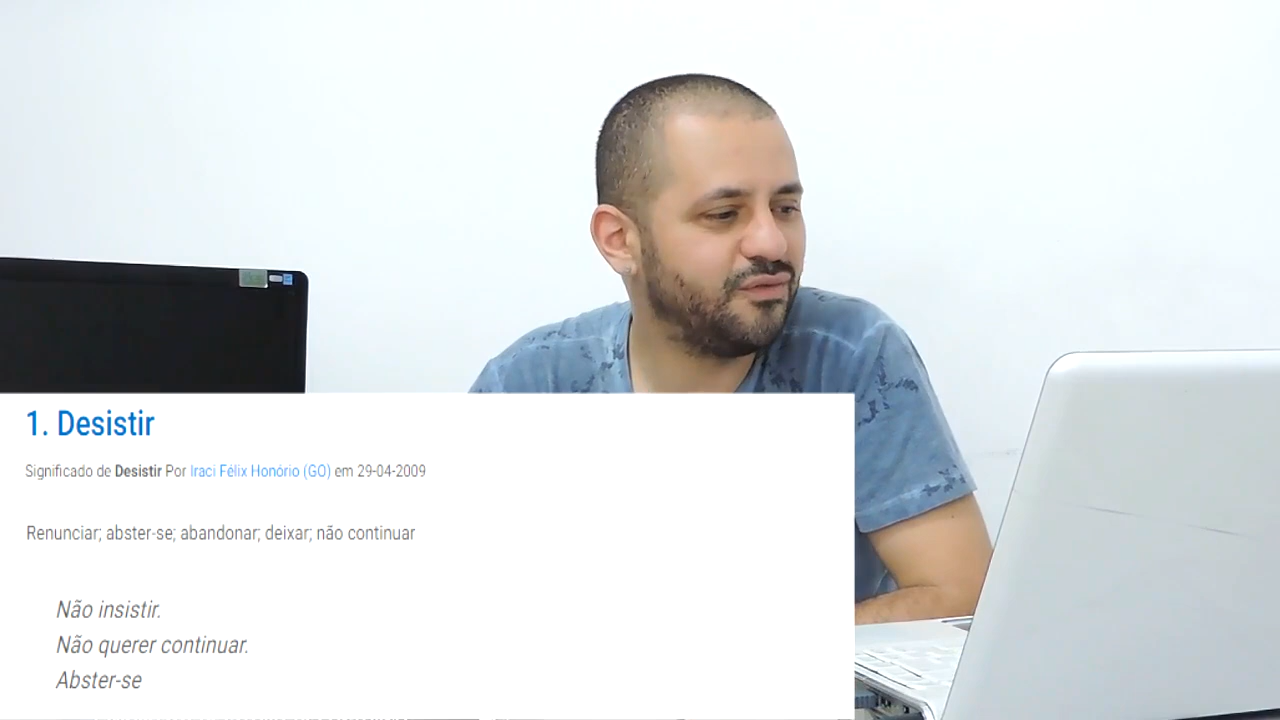 1. Desistir
Significado de Desistir Por Iraci Félix Honório (GO) em 29-04-2009
Renunciar; abster-se; abandonar; deixar; não continuar
Não insistir.
Não querer continuar.
Abster-se